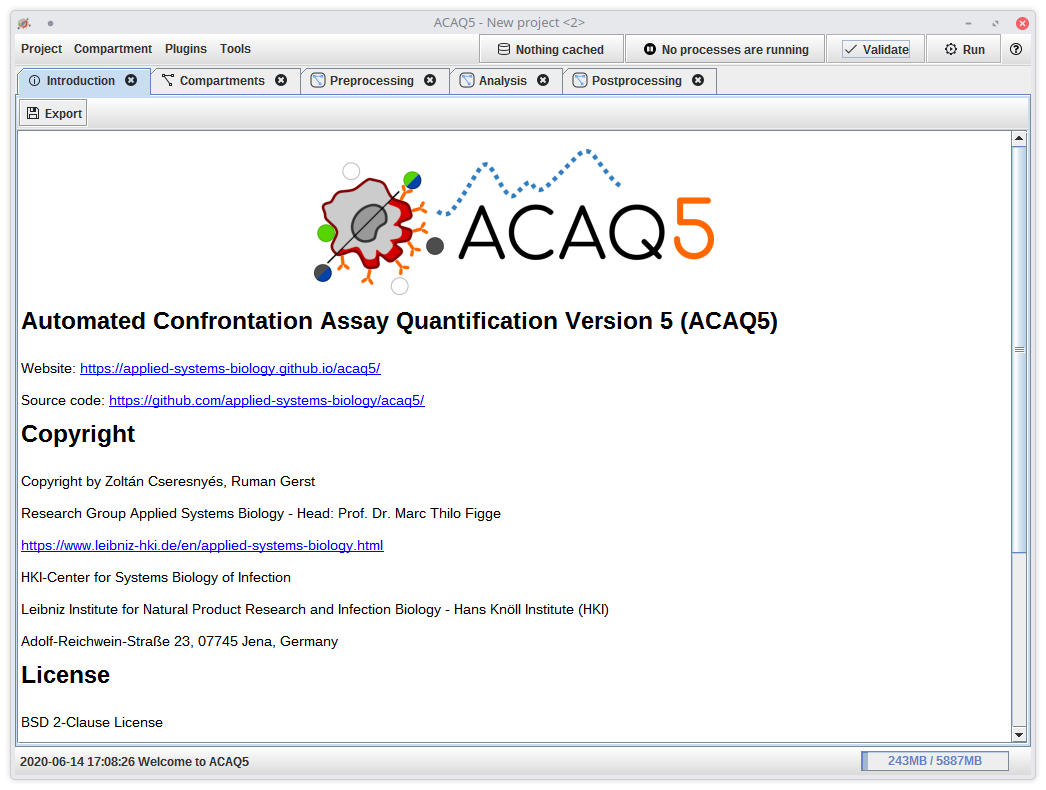 ACAQ5 - New project <2>
Project Compartment Plugins Tools Nothing cached No processes are running Validate Run
Introduction Compartments Preprocessing Analysis Postprocessing
Export
ACAQ5
Automated Confrontation Assay Quantification Version 5 (ACAQ5)
Website: https://applied-systems-biology.github.io/acaq5/
Source code: https://github.com/applied-systems-biology/acaq5/
Copyright
Copyright by Zoltán Cseresnyés, Ruman Gerst
Research Group Applied Systems Biology - Head: Prof. Dr. Marc Thilo Figge
https://www.leibniz-hki.de/en/applied-systems-biology.html
HKI-Center for Systems Biology of Infection
Leibniz Institute for Natural Product Research and Infection Biology - Hans Knöll Institute (HKI)
Adolf-Reichwein-Straße 23, 07745 Jena, Germany
License
BSD 2-Clause License
2020-06-14 17:08:26 Welcome to ACAQ5 243MB / 5887MB